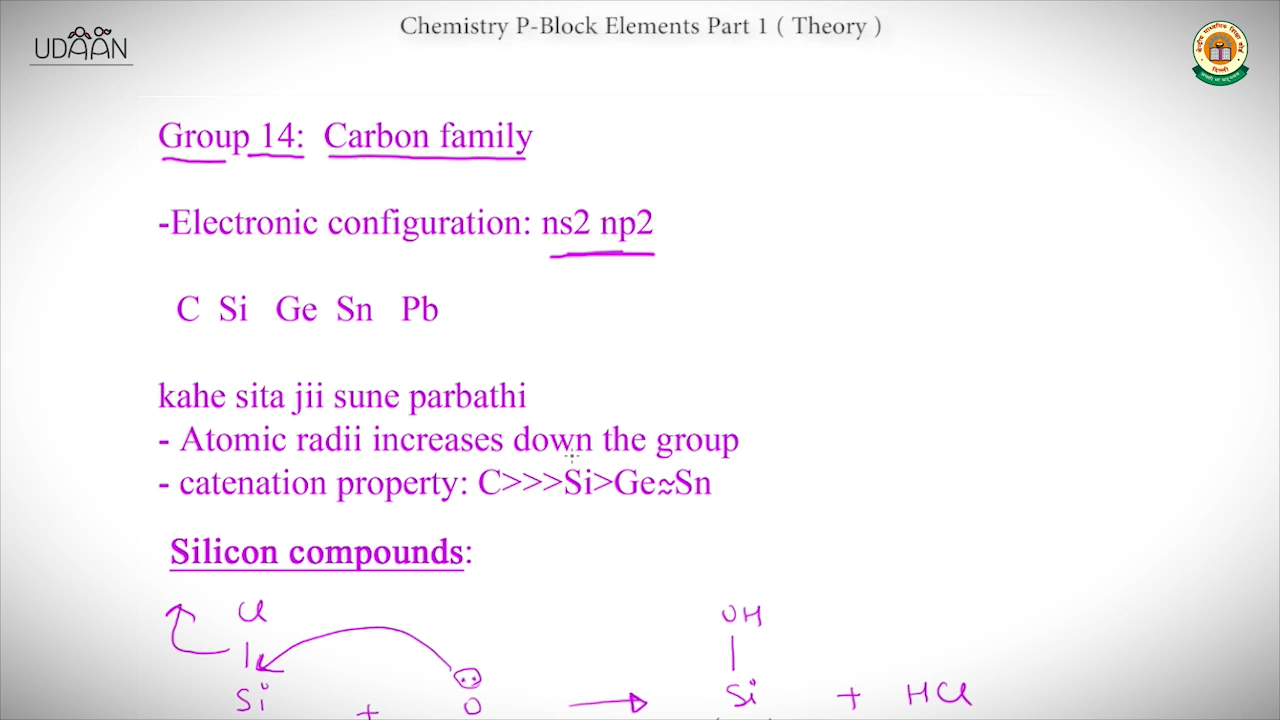 Chemistry P-Block Elements Part 1 ( Theory )
UDAAN
Group 14: Carbon family
-Electronic configuration: ns2 np2
C Si Ge Sn Pb
kahe sita jii sune parbathi
- Atomic radii increases down the group
- catenation property: C>>>Si>Ge≈Sn
Silicon compounds:
Cl OH
Si + O → Si + HCl